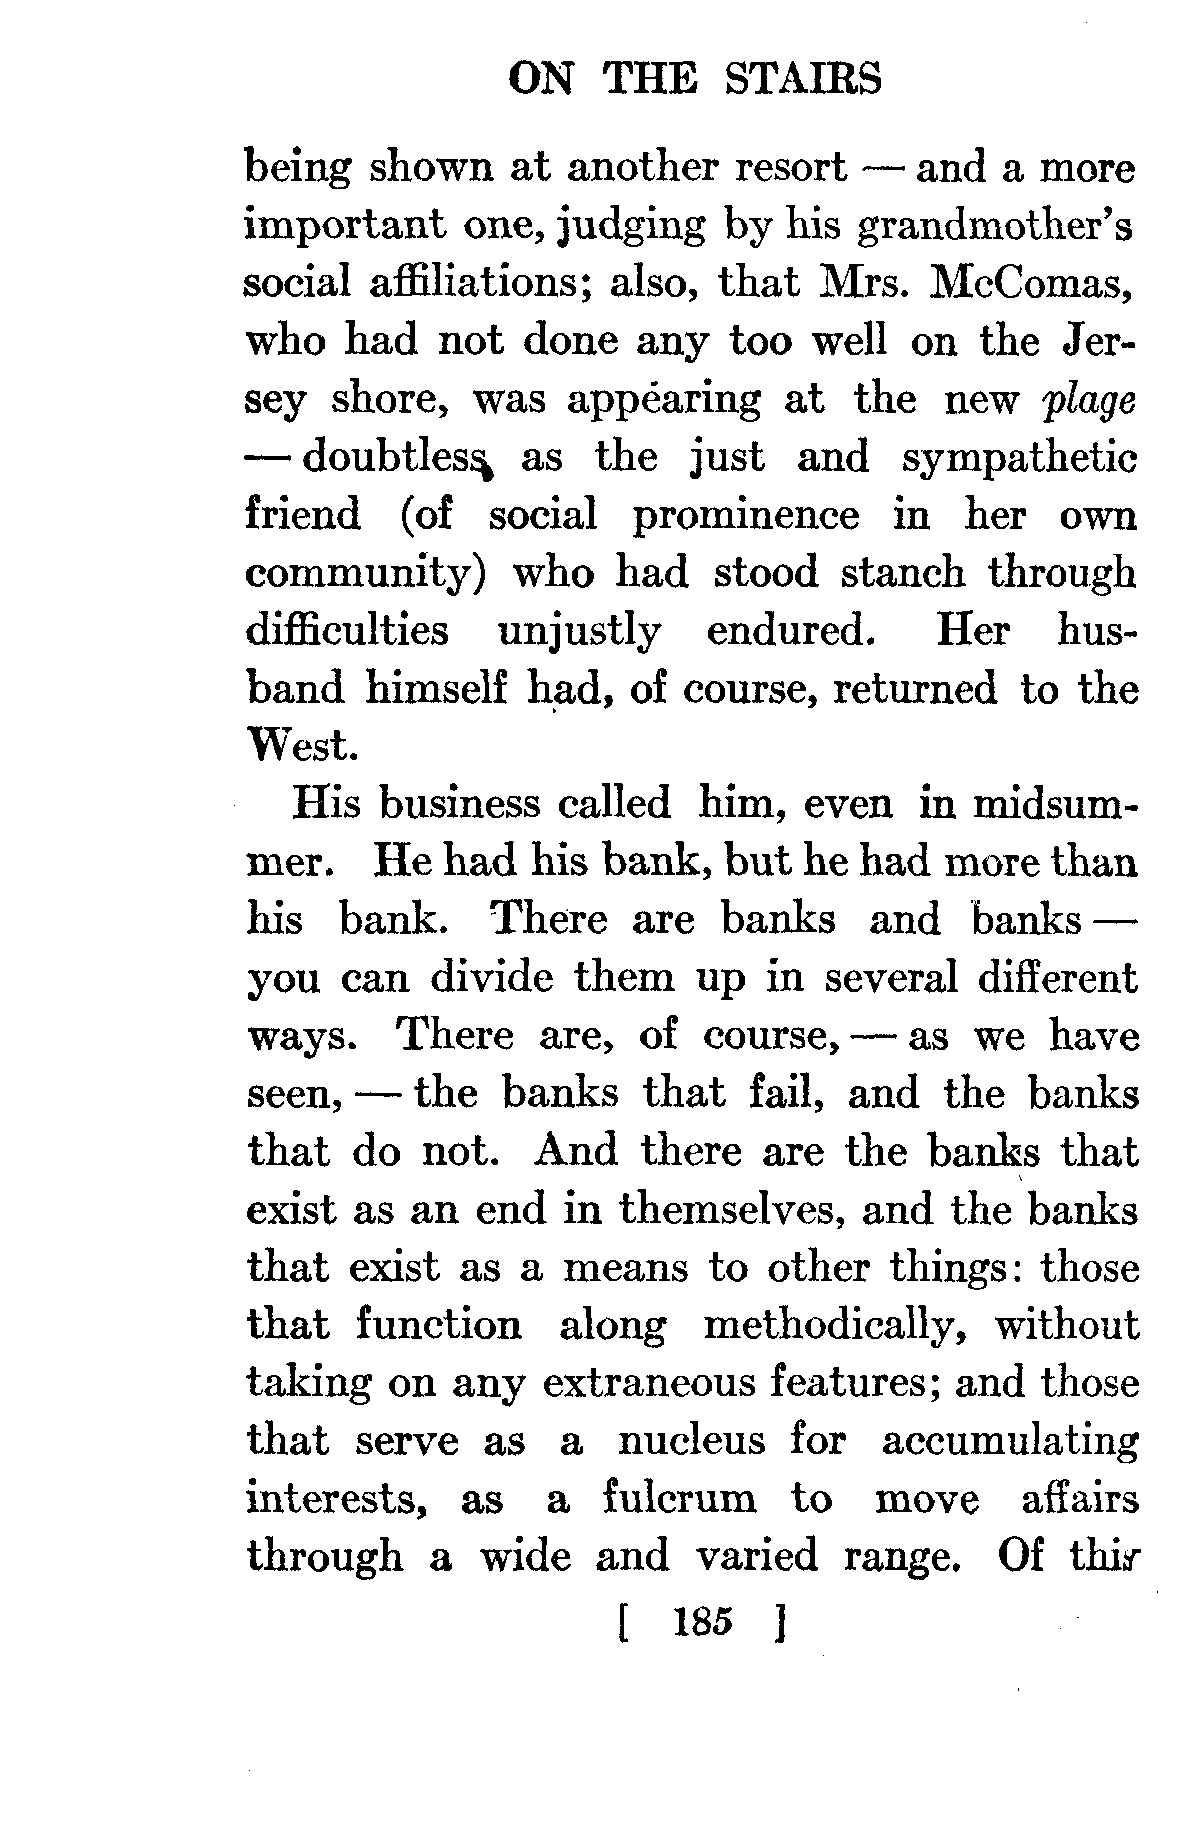 ON THE STAIRS
being shown at another resort — and a more
important one, judging by his grandmother's
social affiliations; also, that Mrs. McComas,
who had not done any too well on the Jer-
sey shore, was appearing at the new plage
— doubtless as the just and sympathetic
friend (of social prominence in her own
community) who had stood stanch through
difficulties unjustly endured. Her hus-
band himself had, of course, returned to the
West.
His business called him, even in midsum-
mer. He had his bank, but he had more than
his bank. There are banks and banks —
you can divide them up in several different
ways. There are, of course, — as we have
seen, — the banks that fail, and the banks
that do not. And there are the banks that
exist as an end in themselves, and the banks
that exist as a means to other things: those
that function along methodically, without
taking on any extraneous features; and those
that serve as a nucleus for accumulating
interests, as a fulcrum to move affairs
through a wide and varied range. Of this
[ 185 ]